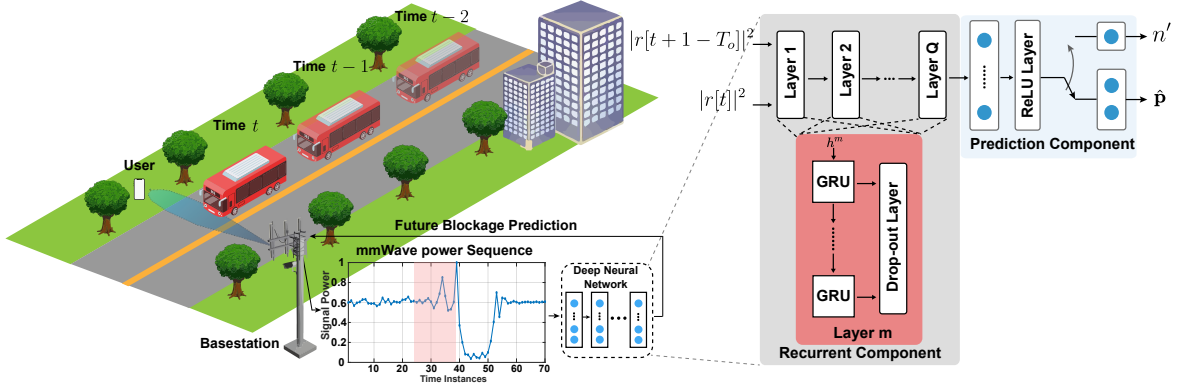 Time t − 2
Time t − 1
Time t
User
Basestation
Future Blockage Prediction
mmWave power Sequence
Signal Power
1
0.8
0.6
0.4
0.2
0
1 10 20 30 40 50 60 70
Time Instances
Deep Neural
Network
|r[t + 1 − T_o]|^2
|r[t]|^2
Layer 1
Layer 2
Layer Q
h^m
GRU
GRU
Drop-out Layer
Layer m
Recurrent Component
ReLU Layer
n′
p̂
Prediction Component